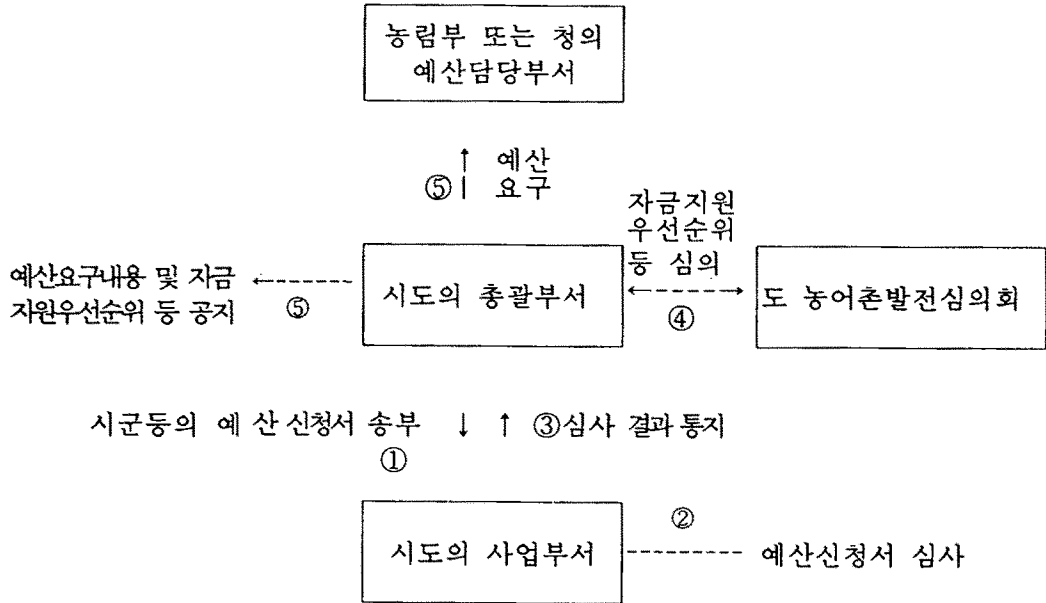 농림부 또는 청의
예산담당부서
↑ 예산
⑤ | 요구
자금지원
우선순위
등 심의
예산요구내용 및 자금
지원우선순위 등 공지
⑤
시도의 총괄부서
④
도 농어촌발전심의회
시군등의 예 산 신청서 송부 ↓ ↑ ③심사 결과 통지
①
시도의 사업부서
②
예산신청서 심사